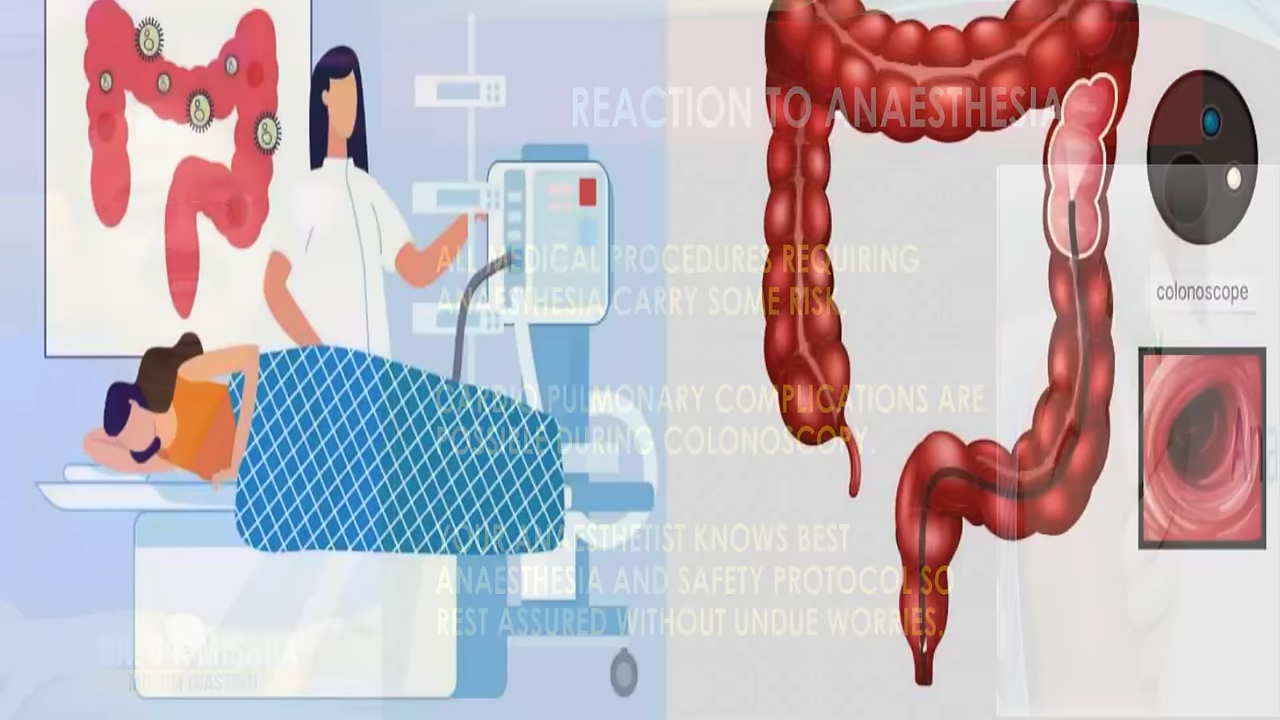 REACTION TO ANAESTHESIA
ALL MEDICAL PROCEDURES REQUIRING
ANAESTHESIA CARRY SOME RISK.
colonoscope
CARDIO PULMONARY COMPLICATIONS ARE
POSSIBLE DURING COLONOSCOPY.
YOUR ANAESTHETIST KNOWS BEST
ANAESTHESIA AND SAFETY PROTOCOL SO
REST ASSURED WITHOUT UNDUE WORRIES.